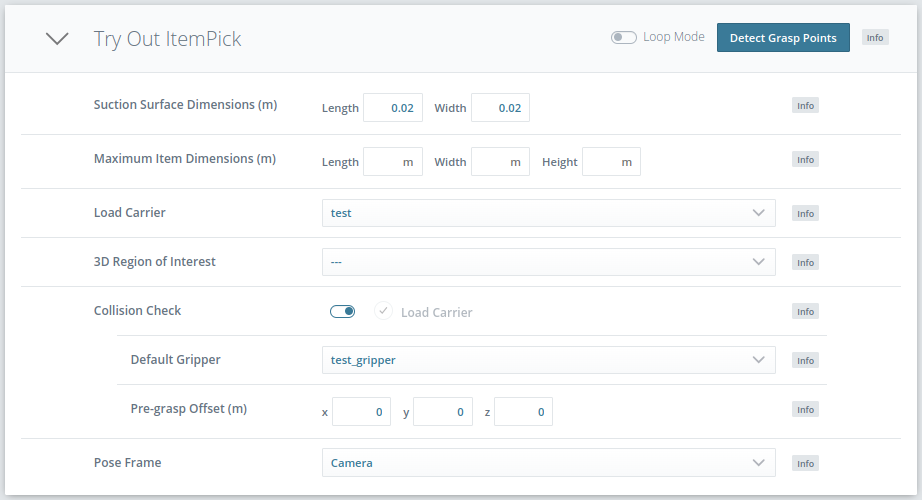 Try Out ItemPick Loop Mode Detect Grasp Points Info
Suction Surface Dimensions (m) Length 0.02 Width 0.02 Info
Maximum Item Dimensions (m) Length m Width m Height m Info
Load Carrier test Info
3D Region of Interest --- Info
Collision Check Load Carrier Info
Default Gripper test_gripper Info
Pre-grasp Offset (m) x 0 y 0 z 0 Info
Pose Frame Camera Info